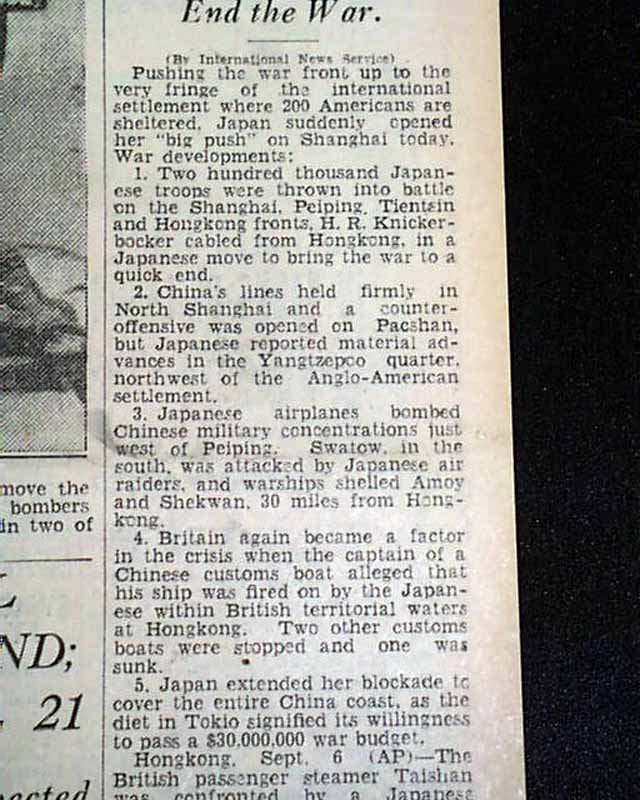 End the War.
(By International News Service)
Pushing the war front up to the
very fringe of the international
settlement where 200 Americans are
sheltered, Japan suddenly opened
her "big push" on Shanghai today.
War developments:
1. Two hundred thousand Japan-
ese troops were thrown into battle
on the Shanghai, Peiping, Tientsin
and Hongkong fronts, H. R. Knicker-
bocker cabled from Hongkong, in a
Japanese move to bring the war to a
quick end.
2. China's lines held firmly in
North Shanghai and a counter-
offensive was opened on Paoshan,
but Japanese reported material ad-
vances in the Yangtzepoo quarter,
northwest of the Anglo-American
settlement.
3. Japanese airplanes bombed
Chinese military concentrations just
west of Peiping. Swatow, in the
south, was attacked by Japanese air
raiders, and warships shelled Amoy
and Shekwan, 30 miles from Hong-
kong.
4. Britain again became a factor
in the crisis when the captain of a
Chinese customs boat alleged that
his ship was fired on by the Japan-
ese within British territorial waters
at Hongkong. Two other customs
boats were stopped and one was
sunk.
5. Japan extended her blockade to
cover the entire China coast, as the
diet in Tokio signified its willingness
to pass a $30,000,000 war budget.
Hongkong, Sept. 6 (AP)—The
British passenger steamer Taishan
was confronted by a Japanese
move the
bombers
in two of
ND;
21